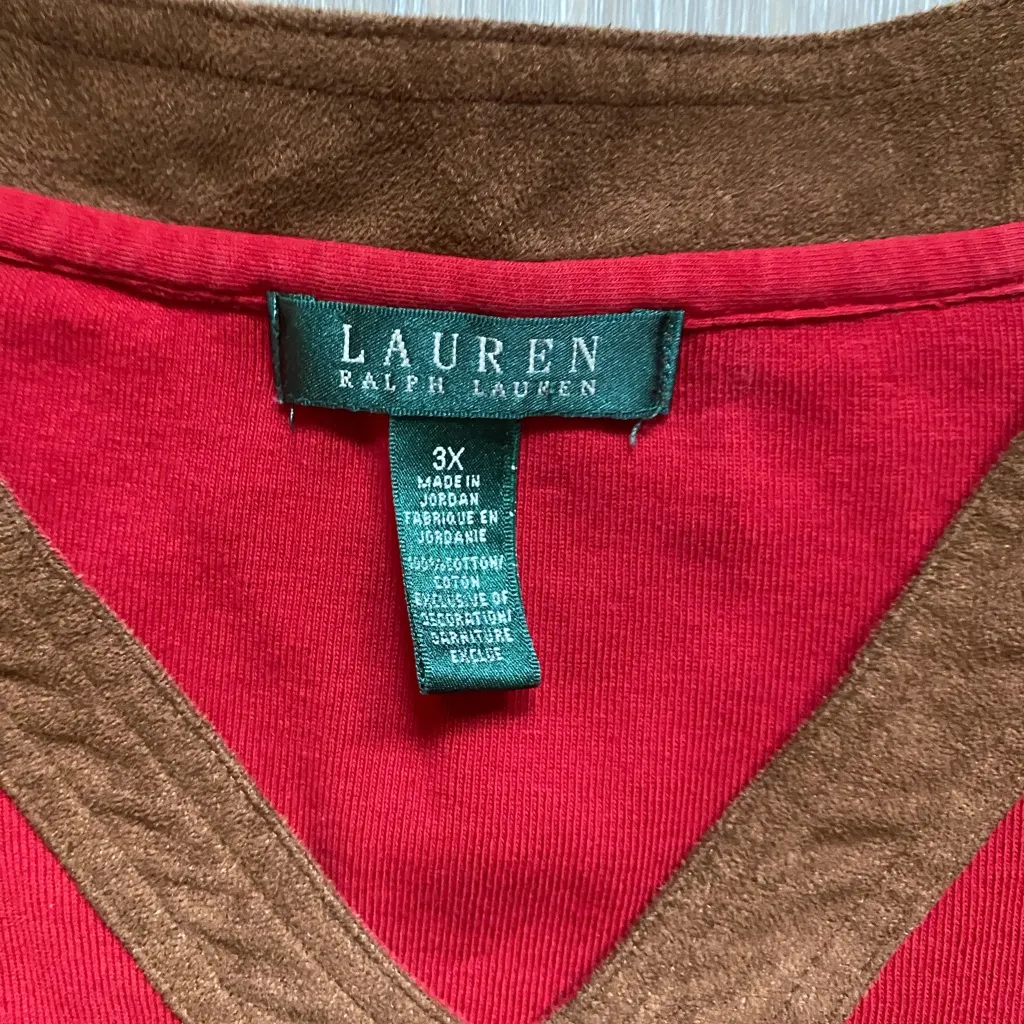 LAUREN
RALPH LAUREN
3X
MADE IN
JORDAN
FABRIQUE EN
JORDANIE
100% COTTON/
COTON
EXCLUSIVE OF
DECORATION/
GARNITURE
EXCLUE